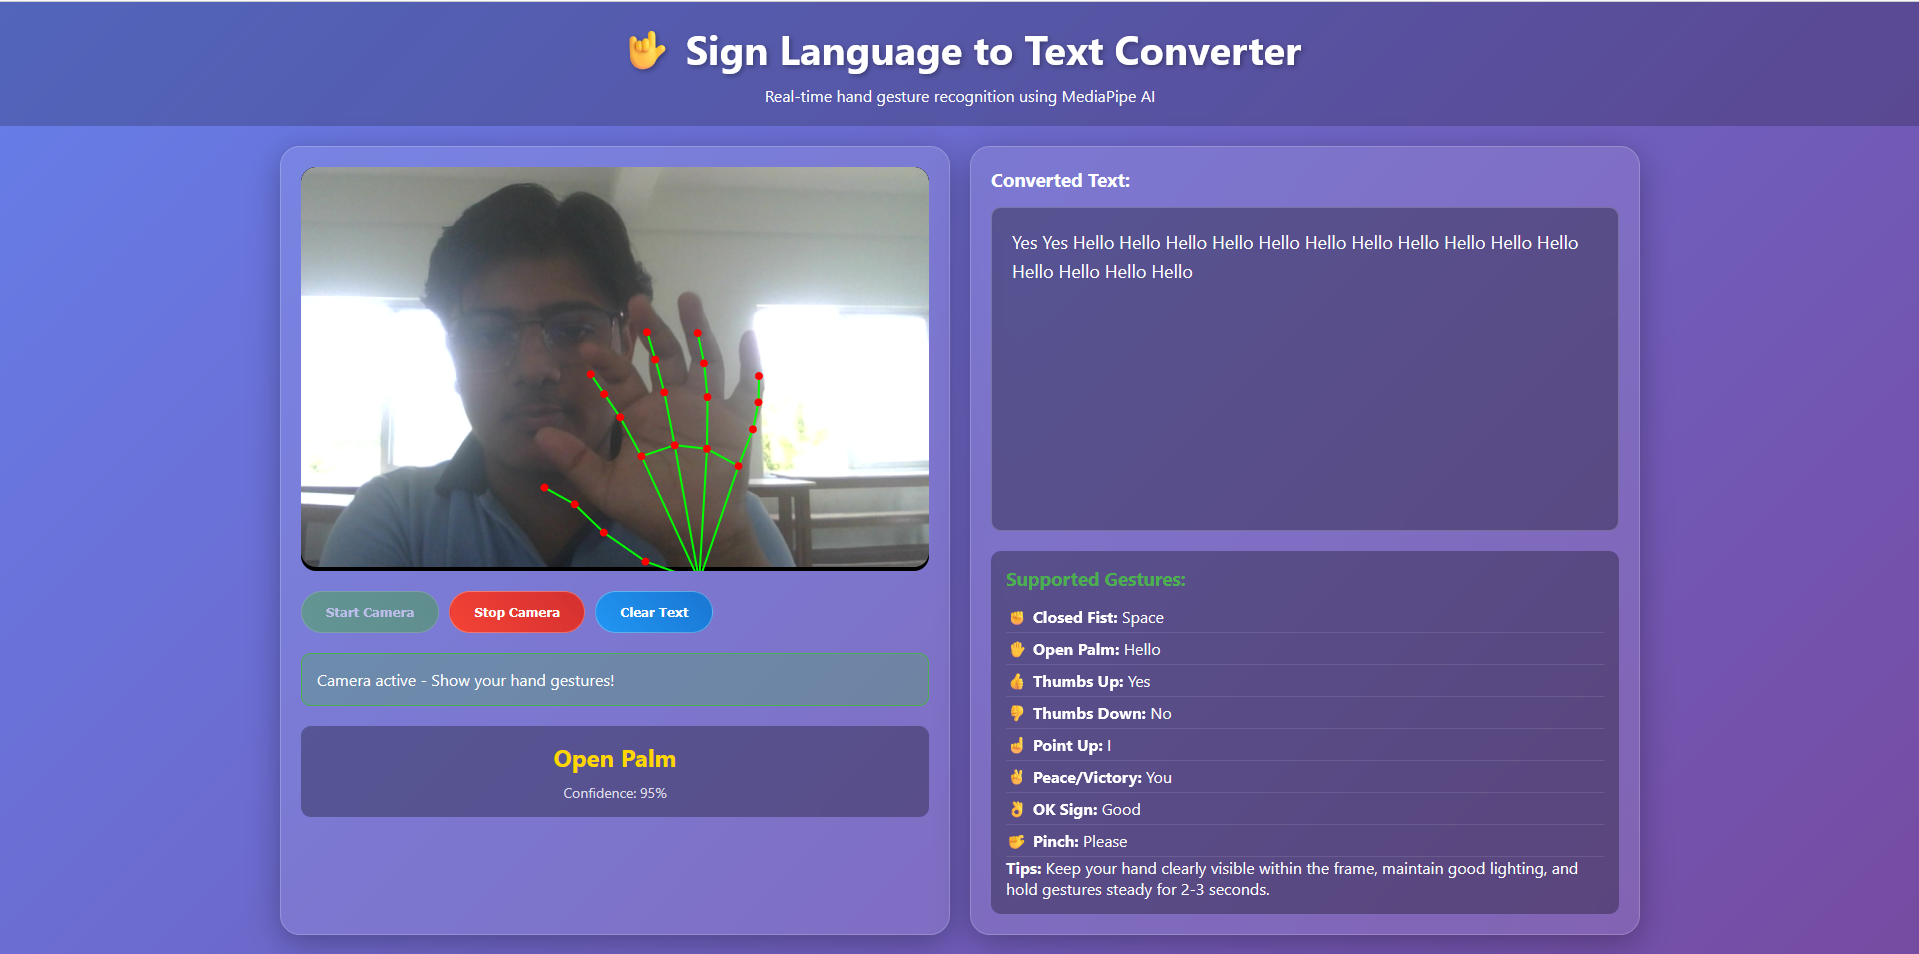 Sign Language to Text Converter
Real-time hand gesture recognition using MediaPipe AI
Start Camera Stop Camera Clear Text
Camera active - Show your hand gestures!
Open Palm
Confidence: 95%
Converted Text:
Yes Yes Hello Hello Hello Hello Hello Hello Hello Hello Hello Hello Hello
Hello Hello Hello Hello
Supported Gestures:
Closed Fist: Space
Open Palm: Hello
Thumbs Up: Yes
Thumbs Down: No
Point Up: I
Peace/Victory: You
OK Sign: Good
Pinch: Please
Tips: Keep your hand clearly visible within the frame, maintain good lighting, and
hold gestures steady for 2-3 seconds.